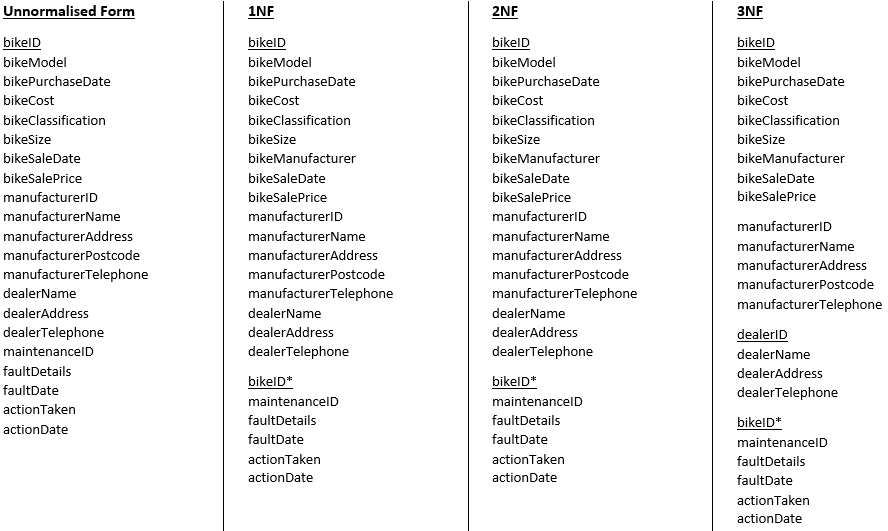 Unnormalised Form
bikeID
bikeModel
bikePurchaseDate
bikeCost
bikeClassification
bikeSize
bikeSaleDate
bikeSalePrice
manufacturerID
manufacturerName
manufacturerAddress
manufacturerPostcode
manufacturerTelephone
dealerName
dealerAddress
dealerTelephone
maintenanceID
faultDetails
faultDate
actionTaken
actionDate
1NF
bikeID
bikeModel
bikePurchaseDate
bikeCost
bikeClassification
bikeSize
bikeManufacturer
bikeSaleDate
bikeSalePrice
manufacturerID
manufacturerName
manufacturerAddress
manufacturerPostcode
manufacturerTelephone
dealerName
dealerAddress
dealerTelephone
bikeID*
maintenanceID
faultDetails
faultDate
actionTaken
actionDate
2NF
bikeID
bikeModel
bikePurchaseDate
bikeCost
bikeClassification
bikeSize
bikeManufacturer
bikeSaleDate
bikeSalePrice
manufacturerID
manufacturerName
manufacturerAddress
manufacturerPostcode
manufacturerTelephone
dealerName
dealerAddress
dealerTelephone
bikeID*
maintenanceID
faultDetails
faultDate
actionTaken
actionDate
3NF
bikeID
bikeModel
bikePurchaseDate
bikeCost
bikeClassification
bikeSize
bikeManufacturer
bikeSaleDate
bikeSalePrice
manufacturerID
manufacturerName
manufacturerAddress
manufacturerPostcode
manufacturerTelephone
dealerID
dealerName
dealerAddress
dealerTelephone
bikeID*
maintenanceID
faultDetails
faultDate
actionTaken
actionDate